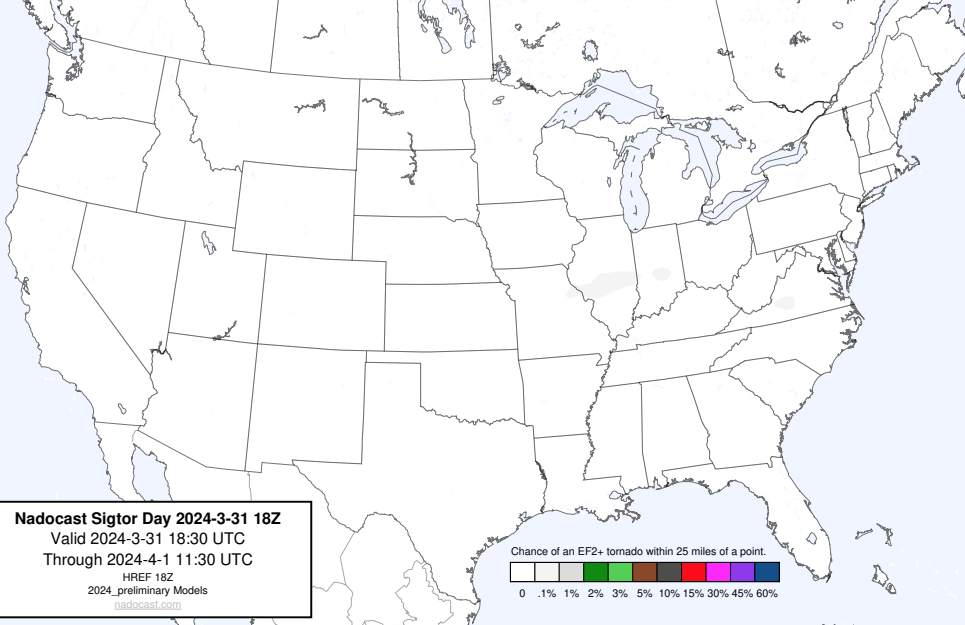 Nadocast Sigtor Day 2024-3-31 18Z
Valid 2024-3-31 18:30 UTC
Through 2024-4-1 11:30 UTC
HREF 18Z
2024_preliminary Models
nadocast.com
Chance of an EF2+ tornado within 25 miles of a point.
0 .1% 1% 2% 3% 5% 10% 15% 30% 45% 60%